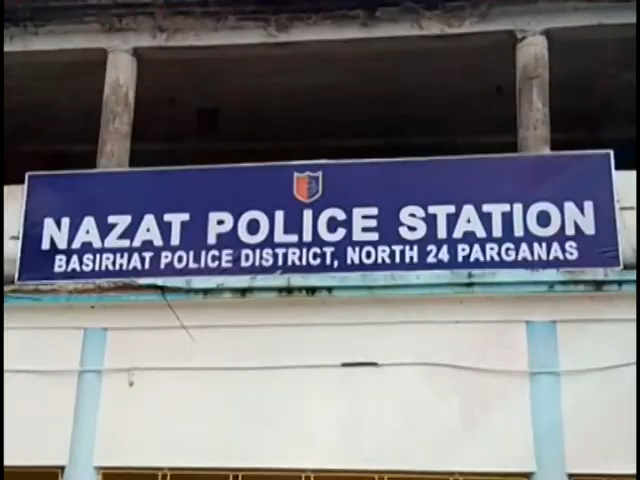 NAZAT POLICE STATION
BASIRHAT POLICE DISTRICT, NORTH 24 PARGANAS